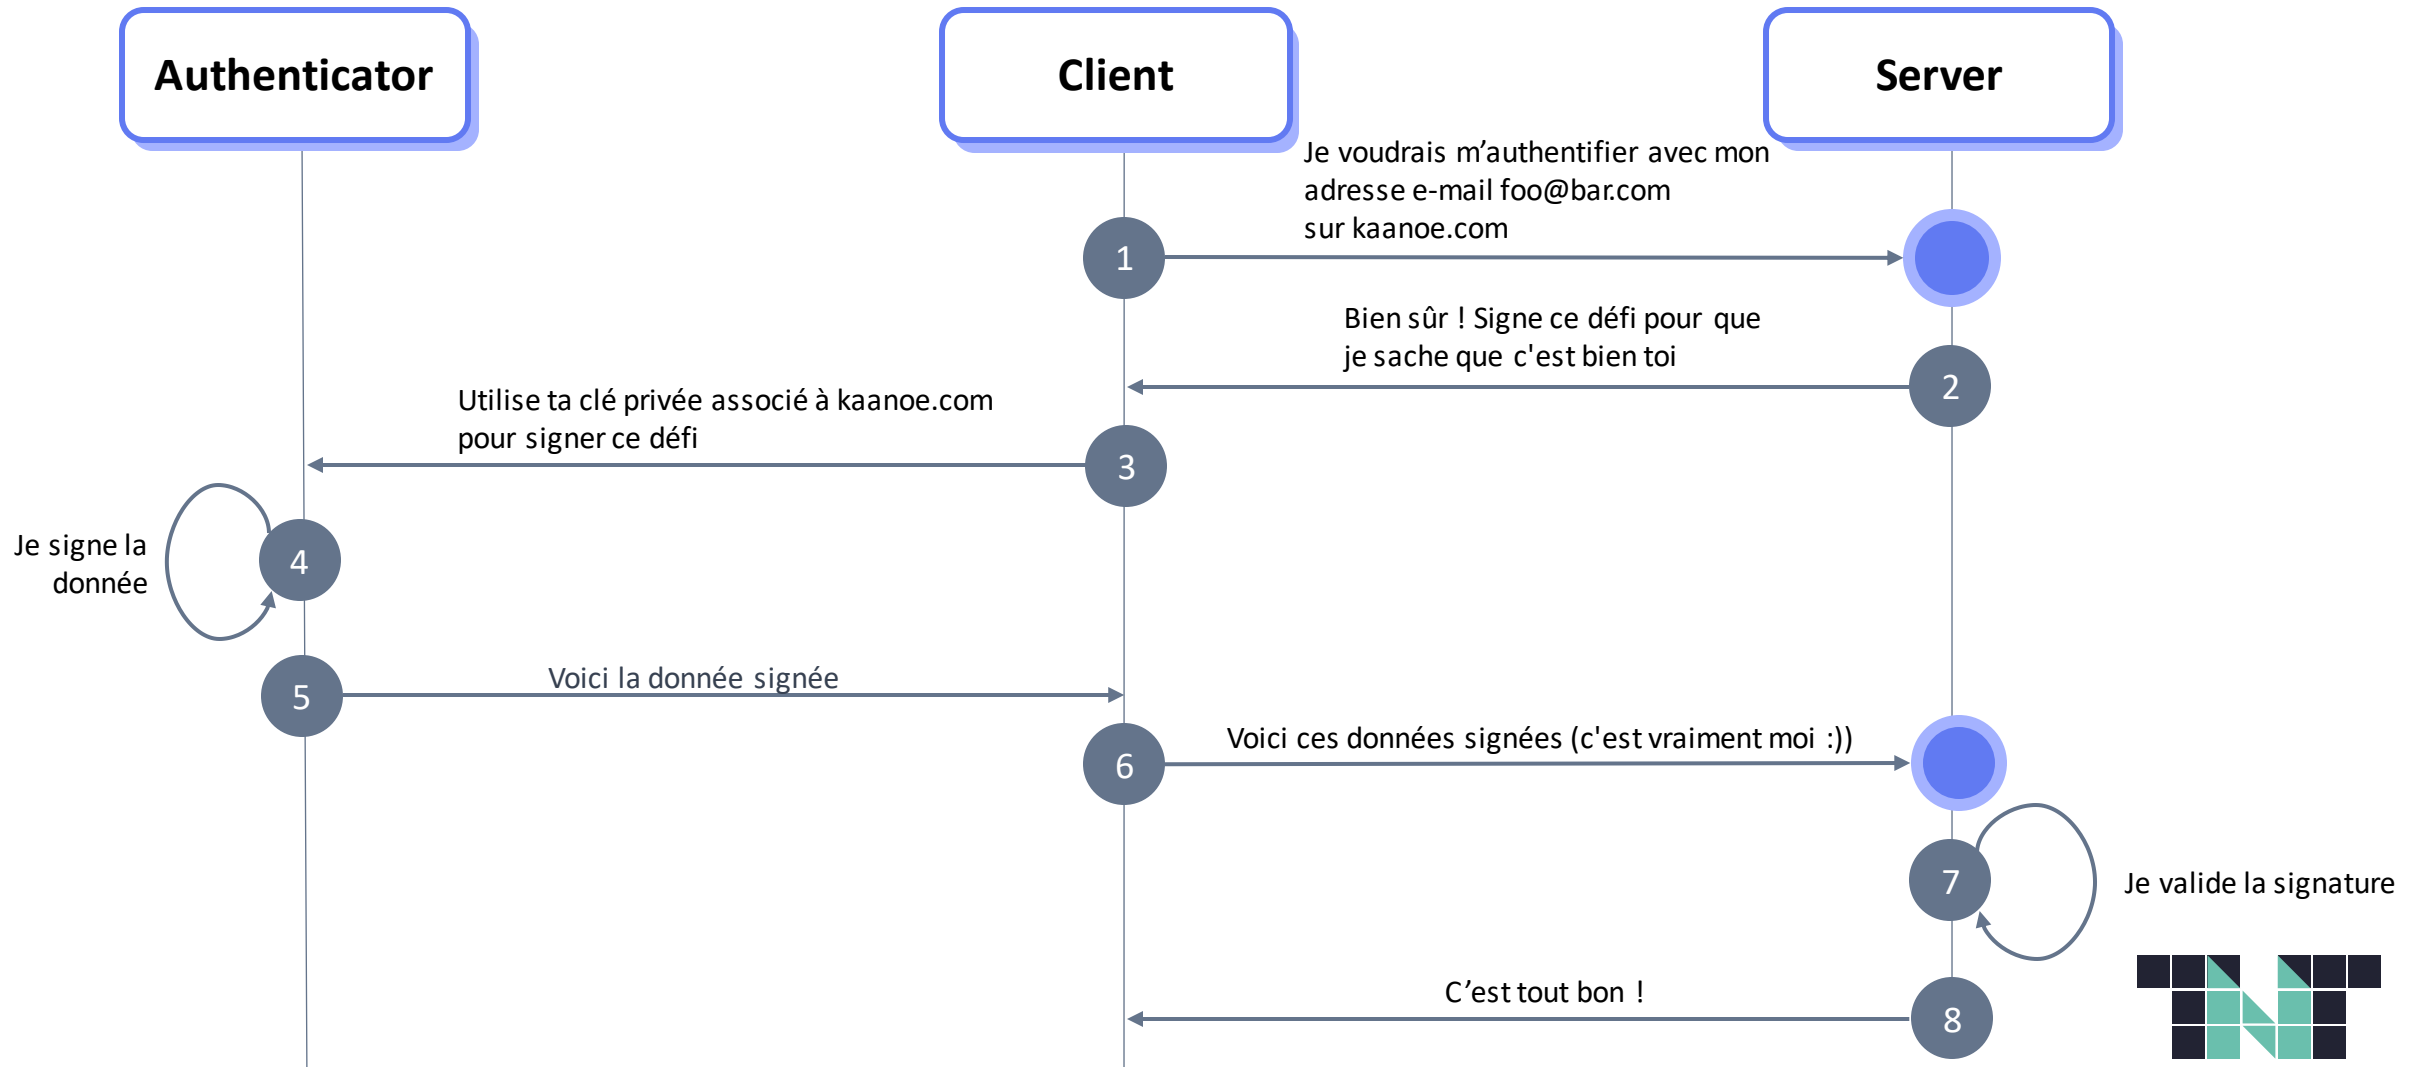 Authenticator
Client
Server
Je voudrais m’authentifier avec mon
adresse e-mail foo@bar.com
sur kaanoe.com
1
Bien sûr ! Signe ce défi pour que
je sache que c'est bien toi
2
Utilise ta clé privée associé à kaanoe.com
pour signer ce défi
3
Je signe la
donnée
4
Voici la donnée signée
5
Voici ces données signées (c'est vraiment moi :))
6
7
Je valide la signature
C’est tout bon !
8
TNT